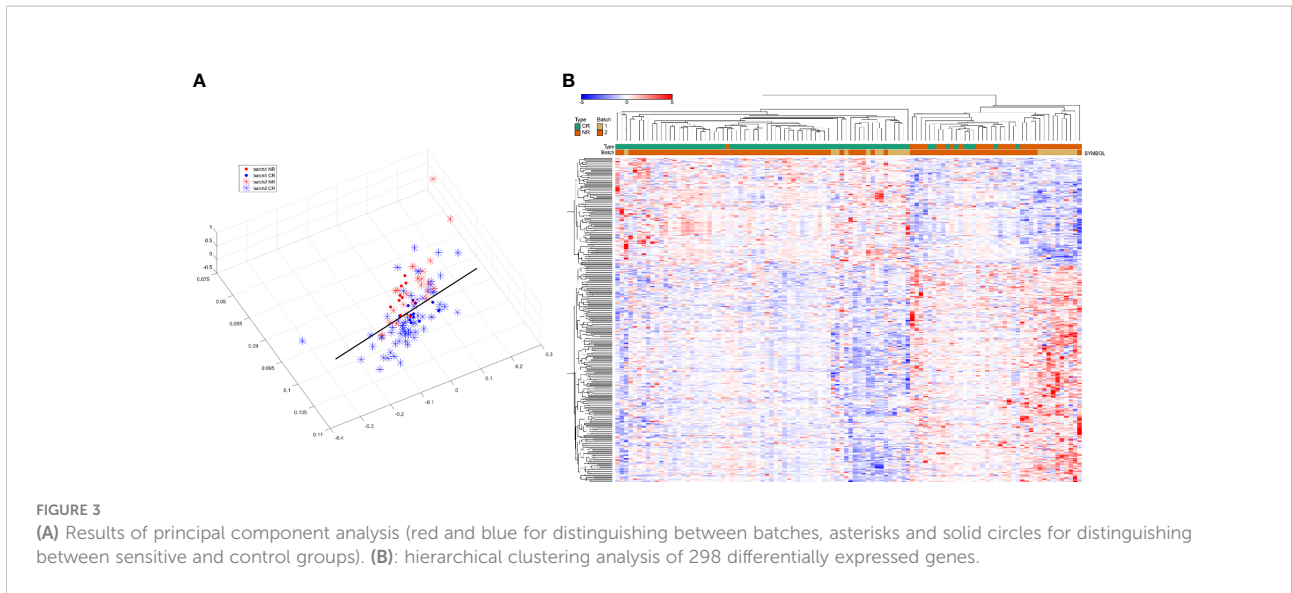 A
B
-5
0
5
Type
Batch
CR
1
NR
2
Type
Batch
SYMBOL
batch1 NR
batch1 CR
batch2 NR
batch2 CR
1
0.5
0
-0.5
0.075
0.08
0.085
0.09
0.095
0.1
0.105
0.11
-0.4
-0.3
-0.2
-0.1
0
0.1
0.2
0.3
FIGURE 3
(A) Results of principal component analysis (red and blue for distinguishing between batches, asterisks and solid circles for distinguishing
between sensitive and control groups). (B): hierarchical clustering analysis of 298 differentially expressed genes.